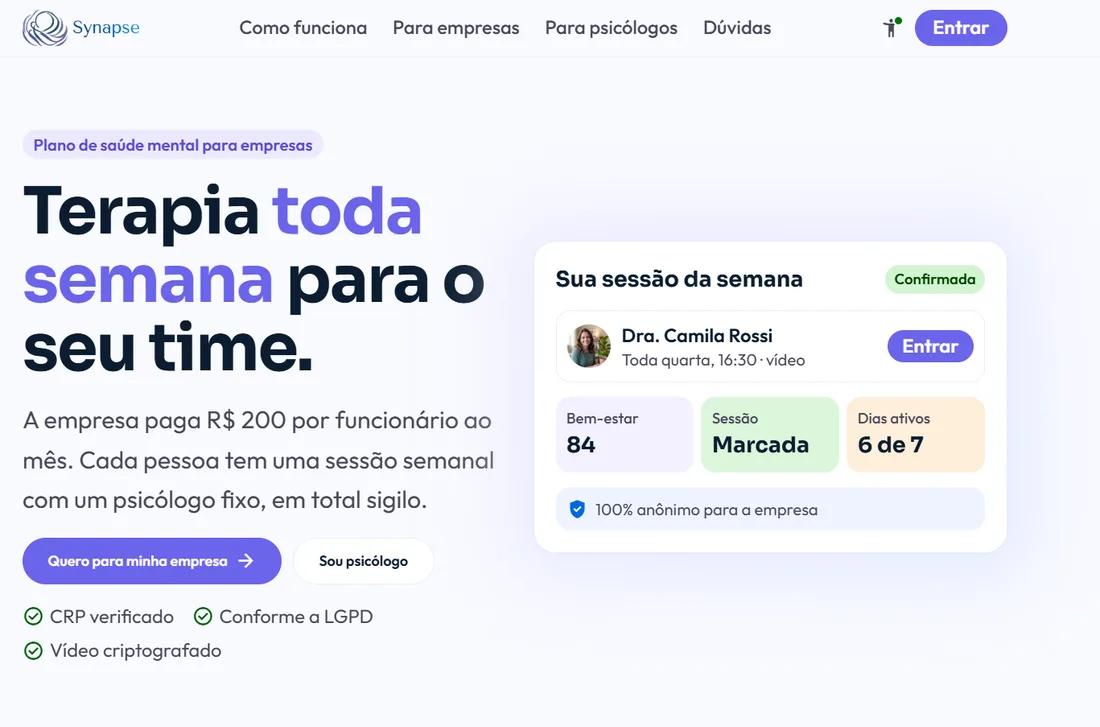 Synapse
Como funciona
Para empresas
Para psicólogos
Dúvidas
Entrar
Plano de saúde mental para empresas
Terapia toda
semana para o
seu time.
A empresa paga R$ 200 por funcionário ao
mês. Cada pessoa tem uma sessão semanal
com um psicólogo fixo, em total sigilo.
Quero para minha empresa
Sou psicólogo
CRP verificado
Conforme a LGPD
Vídeo criptografado
Sua sessão da semana
Confirmada
Dra. Camila Rossi
Toda quarta, 16:30 · vídeo
Entrar
Bem-estar
84
Sessão
Marcada
Dias ativos
6 de 7
100% anônimo para a empresa